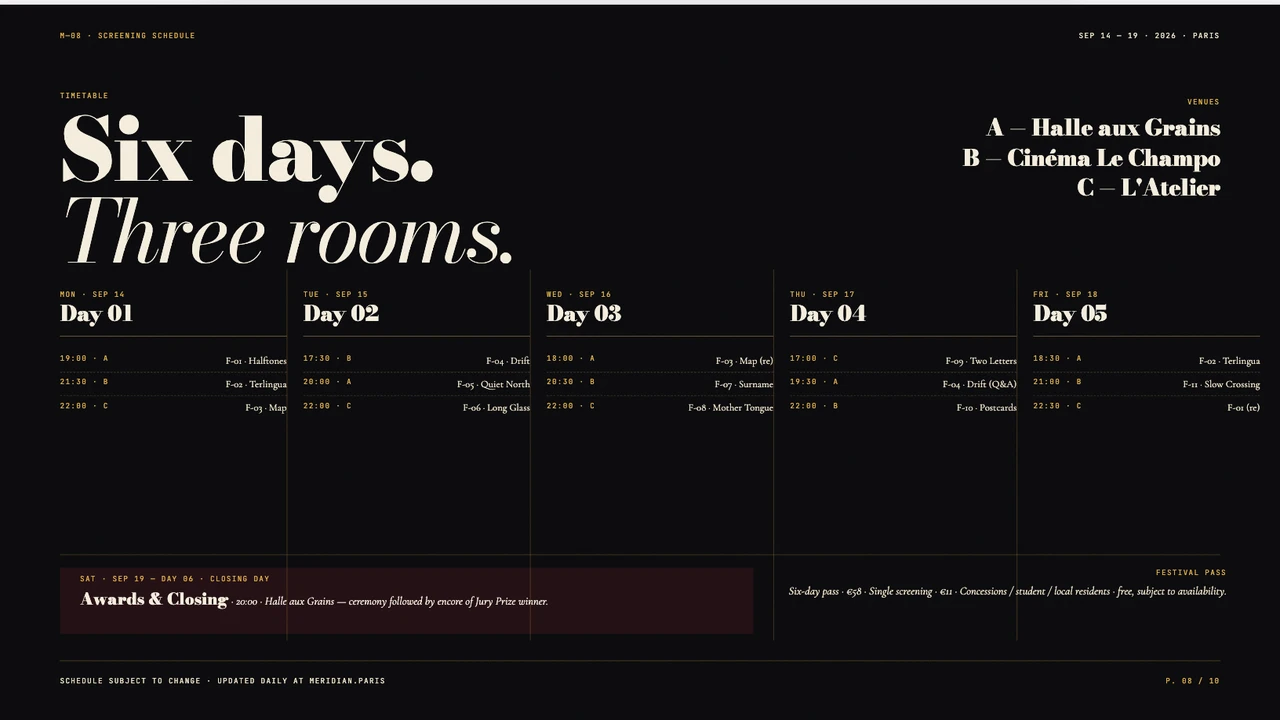 M—08 · SCREENING SCHEDULE
SEP 14 — 19 · 2026 · PARIS
TIMETABLE
Six days.
Three rooms.
VENUES
A — Halle aux Grains
B — Cinéma Le Champo
C — L'Atelier
MON · SEP 14
Day 01
19:00 · A F-01 · Halftones
21:30 · B F-02 · Terlingua
22:00 · C F-03 · Map
TUE · SEP 15
Day 02
17:30 · B F-04 · Drift
20:00 · A F-05 · Quiet North
22:00 · C F-06 · Long Glass
WED · SEP 16
Day 03
18:00 · A F-03 · Map (re)
20:30 · B F-07 · Surname
22:00 · C F-08 · Mother Tongue
THU · SEP 17
Day 04
17:00 · C F-09 · Two Letters
19:30 · A F-04 · Drift (Q&A)
22:00 · B F-10 · Postcards
FRI · SEP 18
Day 05
18:30 · A F-02 · Terlingua
21:00 · B F-11 · Slow Crossing
22:30 · C F-01 (re)
SAT · SEP 19 — DAY 06 · CLOSING DAY
Awards & Closing · 20:00 · Halle aux Grains — ceremony followed by encore of Jury Prize winner.
FESTIVAL PASS
Six-day pass · €58 · Single screening · €11 · Concessions / student / local residents · free, subject to availability.
SCHEDULE SUBJECT TO CHANGE · UPDATED DAILY AT MERIDIAN.PARIS
P. 08 / 10